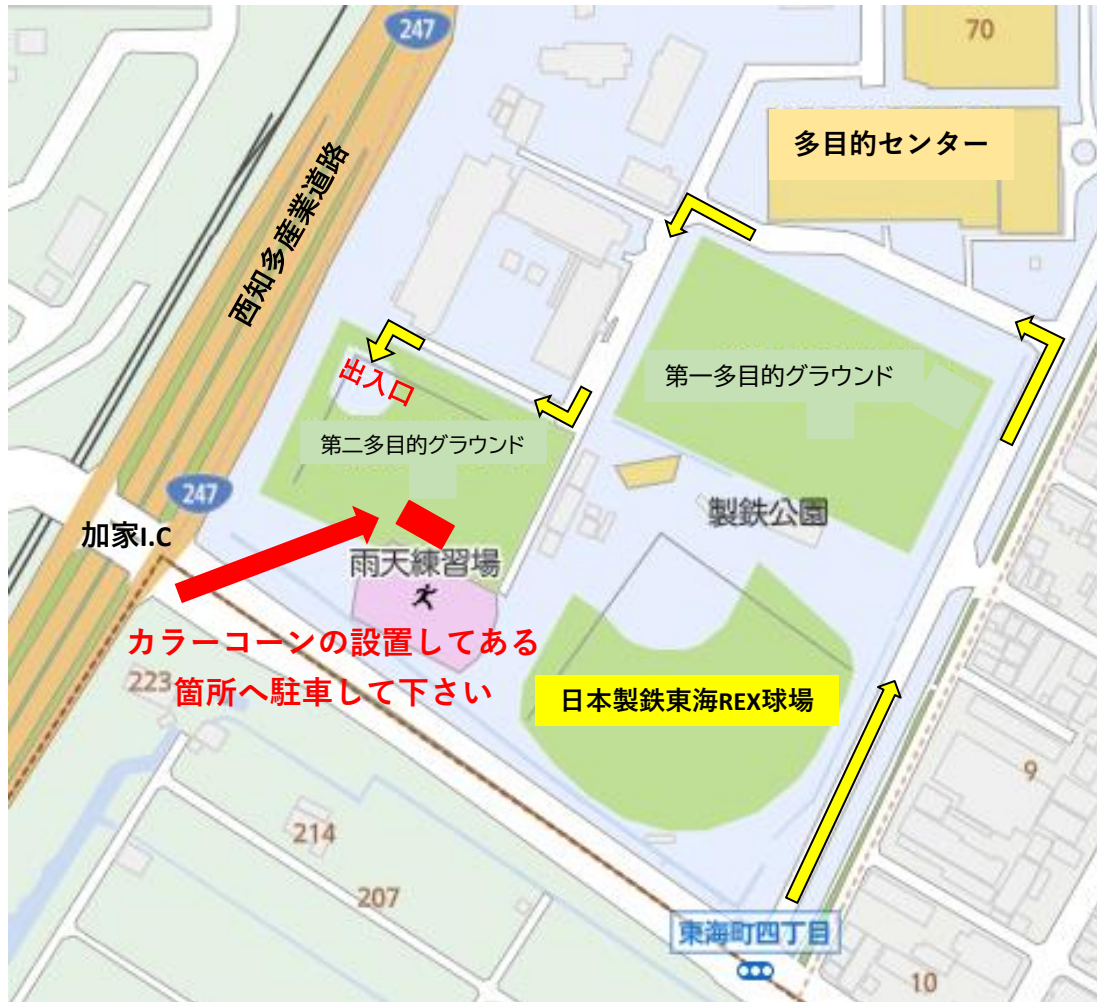 247
70
多目的センター
西知多産業道路
出入口
第一多目的グラウンド
第二多目的グラウンド
247
加家I.C
製鉄公園
雨天練習場
カラーコーンの設置してある
箇所へ駐車して下さい
223
日本製鉄東海REX球場
9
214
207
東海町四丁目
10